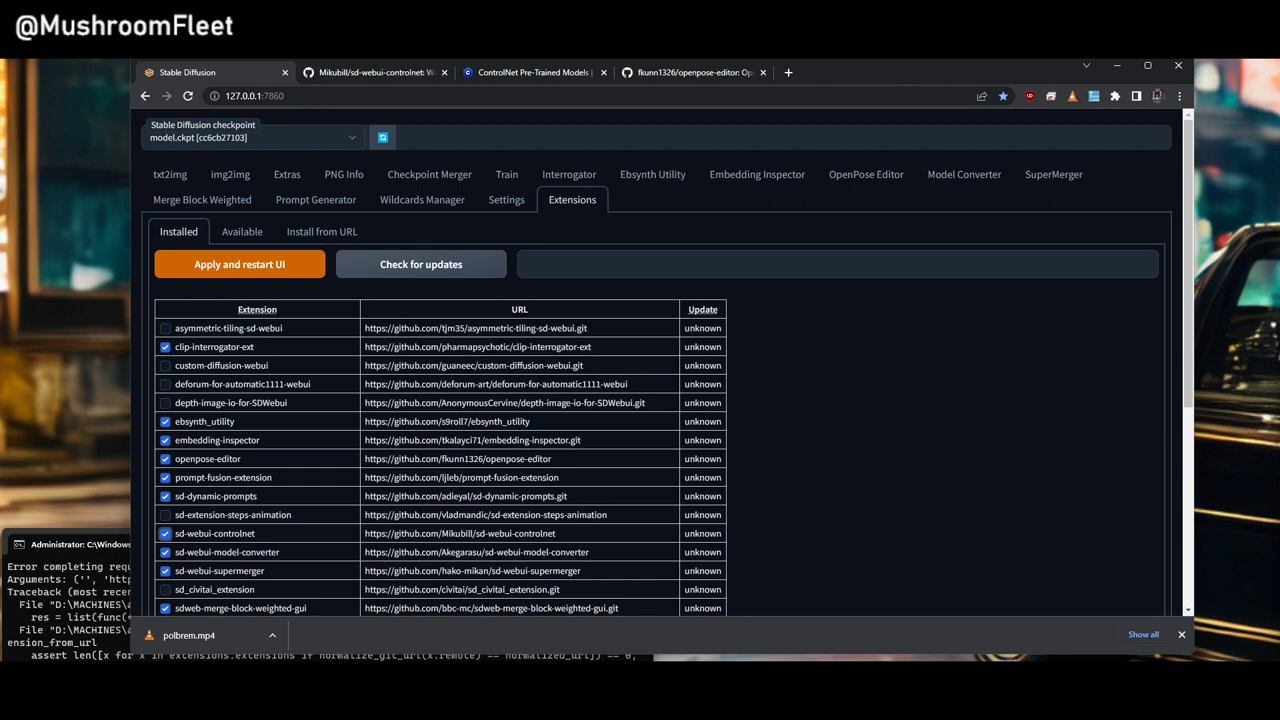 @MushroomFleet
Stable Diffusion
Mikubill/sd-webui-controlnet: W
ControlNet Pre-Trained Models |
fkunn1326/openpose-editor: Op
127.0.0.1:7860
Stable Diffusion checkpoint
model.ckpt [cc6cb27103]
txt2img img2img Extras PNG Info Checkpoint Merger Train Interrogator Ebsynth Utility Embedding Inspector OpenPose Editor Model Converter SuperMerger
Merge Block Weighted Prompt Generator Wildcards Manager Settings Extensions
Installed Available Install from URL
Apply and restart UI Check for updates
Extension URL Update
asymmetric-tiling-sd-webui https://github.com/tjm35/asymmetric-tiling-sd-webui.git unknown
clip-interrogator-ext https://github.com/pharmapsychotic/clip-interrogator-ext unknown
custom-diffusion-webui https://github.com/guaneec/custom-diffusion-webui.git unknown
deforum-for-automatic1111-webui https://github.com/deforum-art/deforum-for-automatic1111-webui unknown
depth-image-io-for-SDWebui https://github.com/AnonymousCervine/depth-image-io-for-SDWebui.git unknown
ebsynth_utility https://github.com/s9roll7/ebsynth_utility unknown
embedding-inspector https://github.com/tkalayci71/embedding-inspector.git unknown
openpose-editor https://github.com/fkunn1326/openpose-editor unknown
prompt-fusion-extension https://github.com/ljleb/prompt-fusion-extension unknown
sd-dynamic-prompts https://github.com/adieyal/sd-dynamic-prompts.git unknown
sd-extension-steps-animation https://github.com/vladmandic/sd-extension-steps-animation unknown
sd-webui-controlnet https://github.com/Mikubill/sd-webui-controlnet unknown
sd-webui-model-converter https://github.com/Akegarasu/sd-webui-model-converter unknown
sd-webui-supermerger https://github.com/hako-mikan/sd-webui-supermerger unknown
sd_civitai_extension https://github.com/civitai/sd_civitai_extension.git unknown
sdweb-merge-block-weighted-gui https://github.com/bbc-mc/sdweb-merge-block-weighted-gui.git unknown
Administrator: C:\Windows
Error completing requ
Arguments: ('', 'http
Traceback (most recen
File "D:\MACHINES\a
res = list(func(*
File "D:\MACHINES\a
ension_from_url
polbrem.mp4
Show all